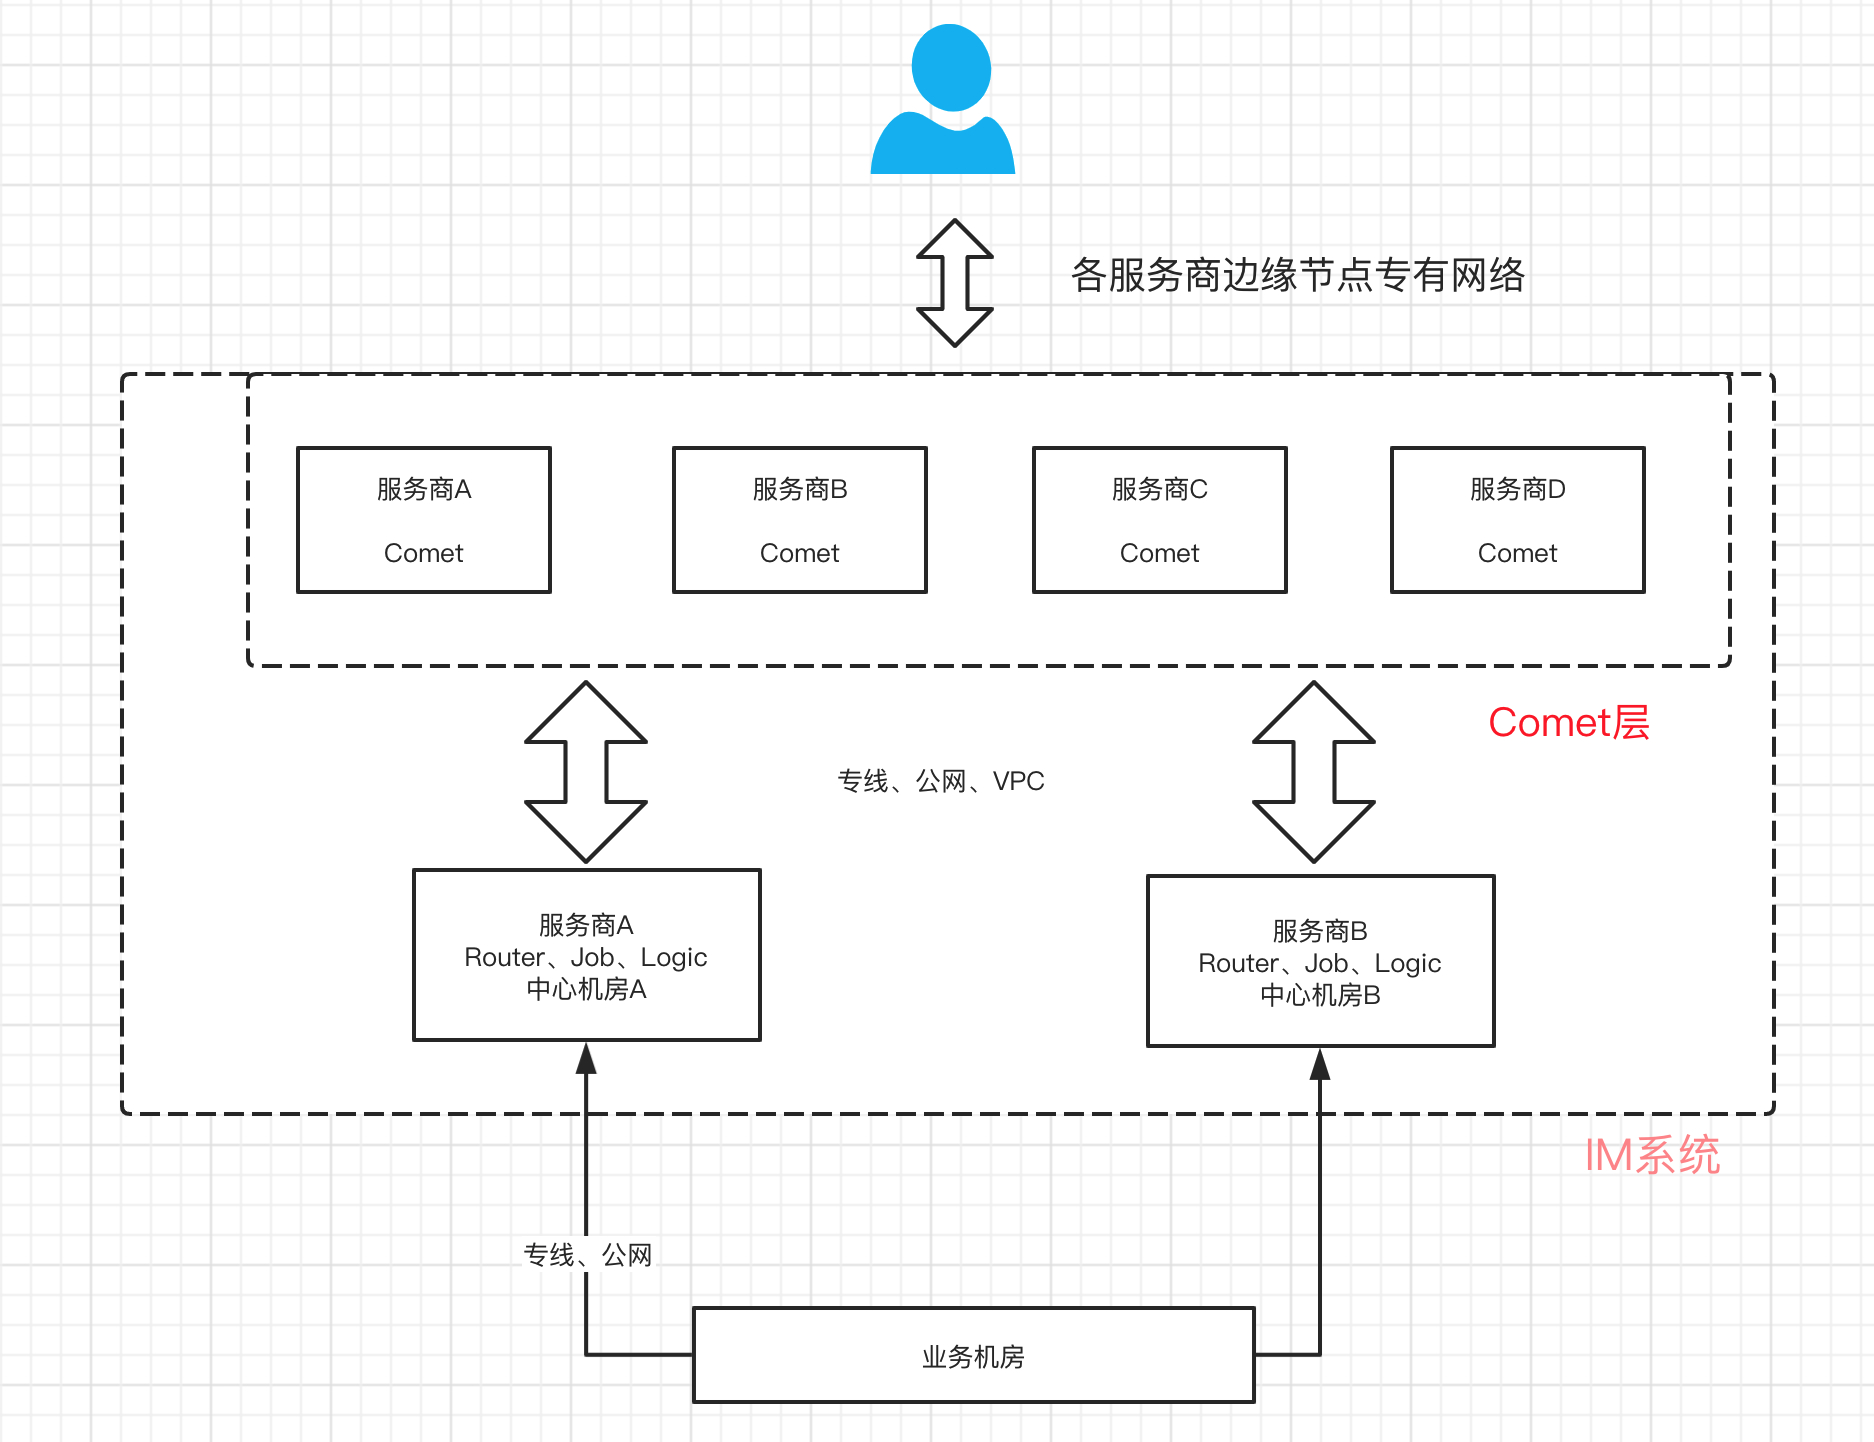 各服务商边缘节点专有网络
服务商A
Comet
服务商B
Comet
服务商C
Comet
服务商D
Comet
Comet层
专线、公网、VPC
服务商A
Router、Job、Logic
中心机房A
服务商B
Router、Job、Logic
中心机房B
IM系统
专线、公网
业务机房